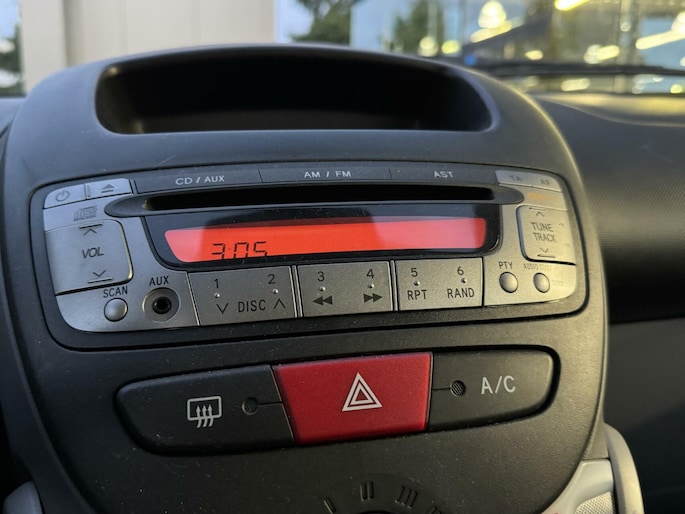 CD / AUX AM / FM AST
TA AF
VOL
3:05
TUNE
TRACK
SCAN AUX 1 2 3 4 5 6 PTY
DISC RPT RAND
A/C